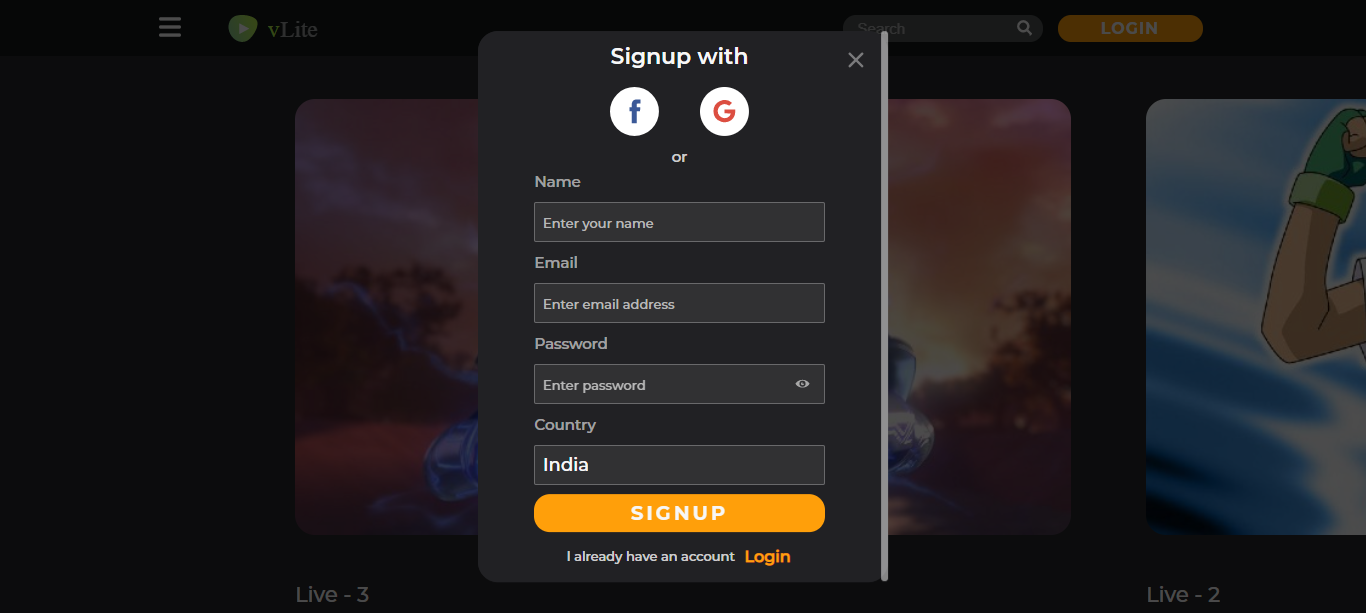 vLite
Search
LOGIN
Signup with
f G
or
Name
Enter your name
Email
Enter email address
Password
Enter password
Country
India
SIGNUP
I already have an account Login
Live - 3
Live - 2